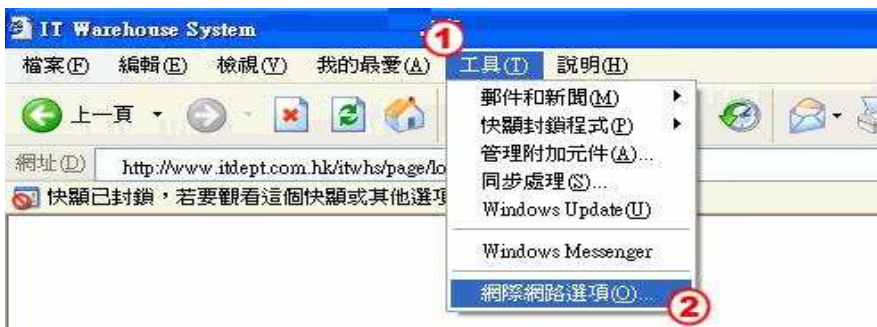 IT Warehouse System
①
檔案(F) 編輯(E) 檢視(V) 我的最愛(A) 工具(T) 說明(H)
上一頁
網址(D) http://www.itdept.com.hk/itwhs/page/lo
快顯已封鎖，若要觀看這個快顯或其他選項
郵件和新聞(M)
快顯封鎖程式(P)
管理附加元件(A)...
同步處理(S)...
Windows Update(U)
Windows Messenger
網際網路選項(O)...
②